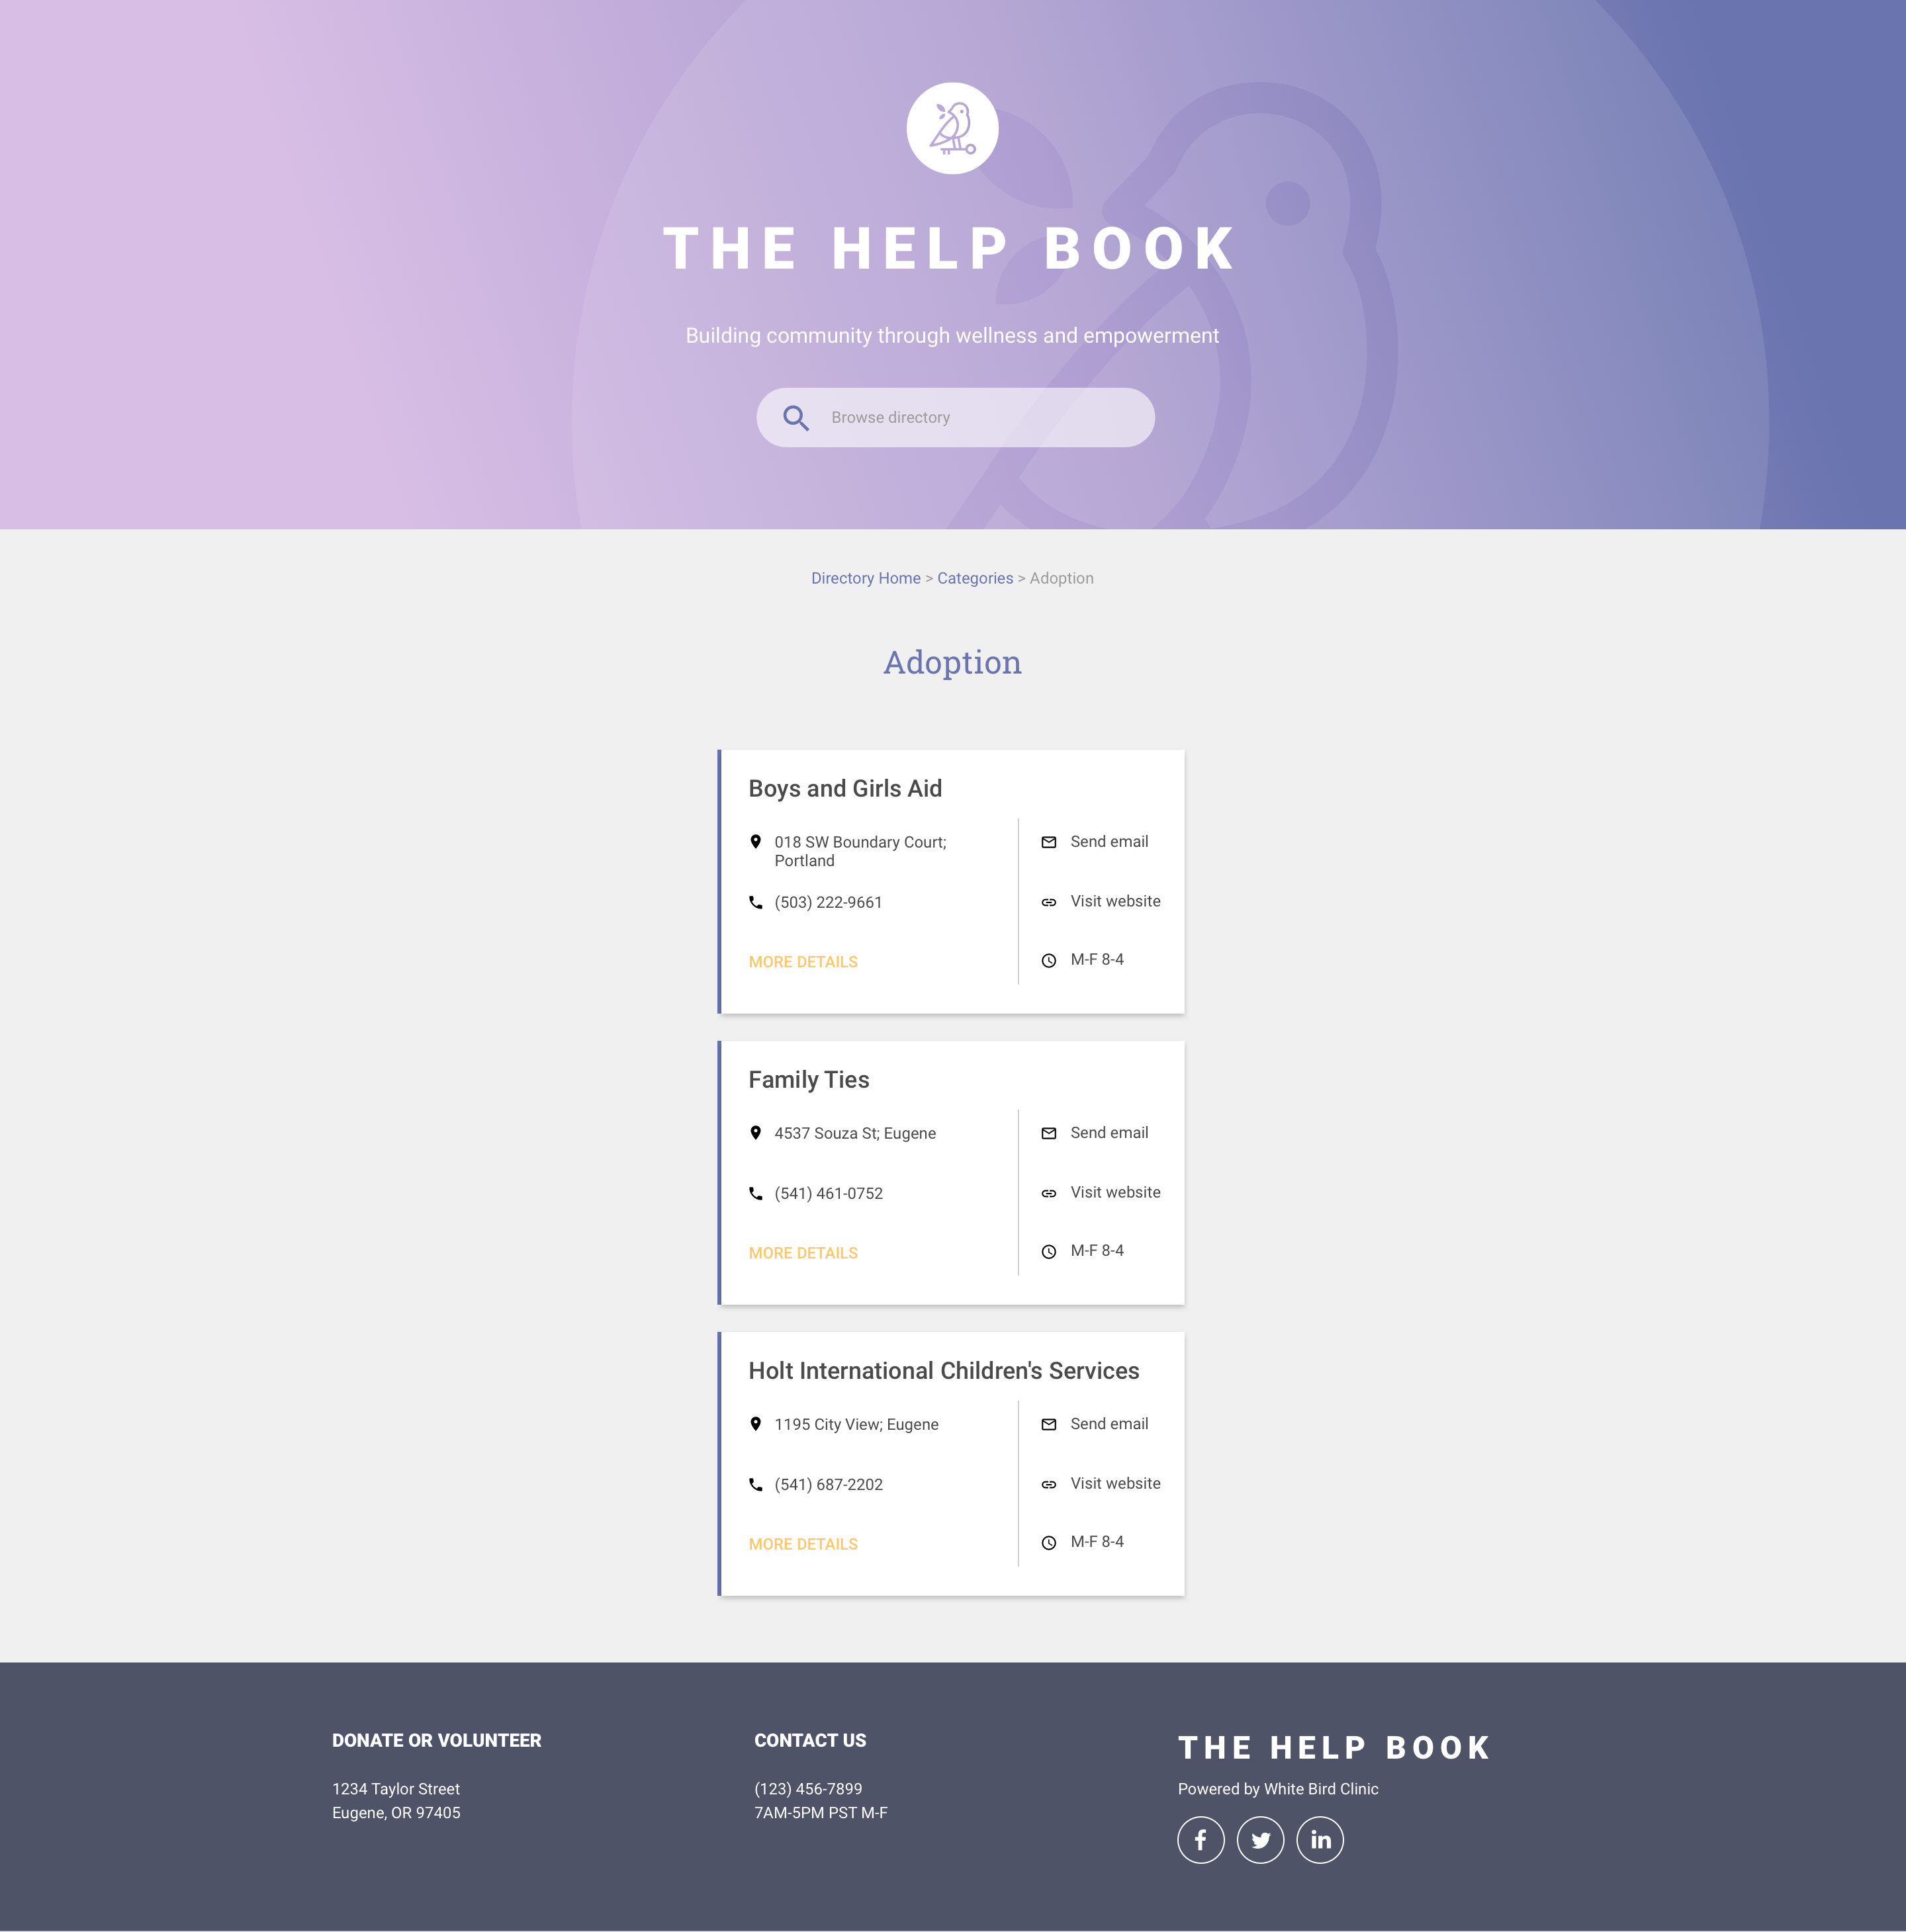 THE HELP BOOK
Building community through wellness and empowerment
Browse directory
Directory Home > Categories > Adoption
Adoption
Boys and Girls Aid
018 SW Boundary Court;
Portland
(503) 222-9661
MORE DETAILS
Send email
Visit website
M-F 8-4
Family Ties
4537 Souza St; Eugene
(541) 461-0752
MORE DETAILS
Send email
Visit website
M-F 8-4
Holt International Children's Services
1195 City View; Eugene
(541) 687-2202
MORE DETAILS
Send email
Visit website
M-F 8-4
DONATE OR VOLUNTEER
1234 Taylor Street
Eugene, OR 97405
CONTACT US
(123) 456-7899
7AM-5PM PST M-F
THE HELP BOOK
Powered by White Bird Clinic